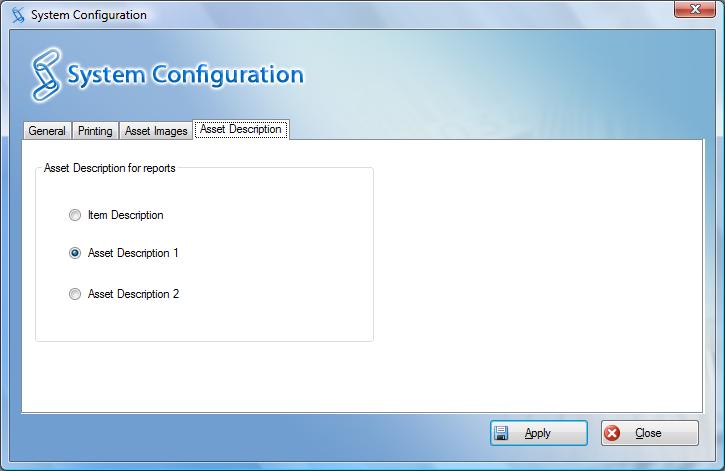 System Configuration
System Configuration
General Printing Asset Images Asset Description
Asset Description for reports
Item Description
Asset Description 1
Asset Description 2
Apply Close